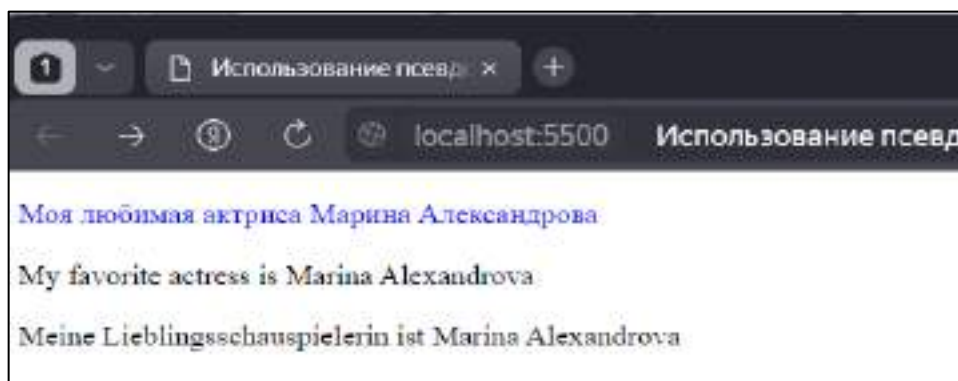 1
Использование псевд
localhost:5500 Использование псевд
Моя любимая актриса Марина Александрова
My favorite actress is Marina Alexandrova
Meine Lieblingsschauspielerin ist Marina Alexandrova